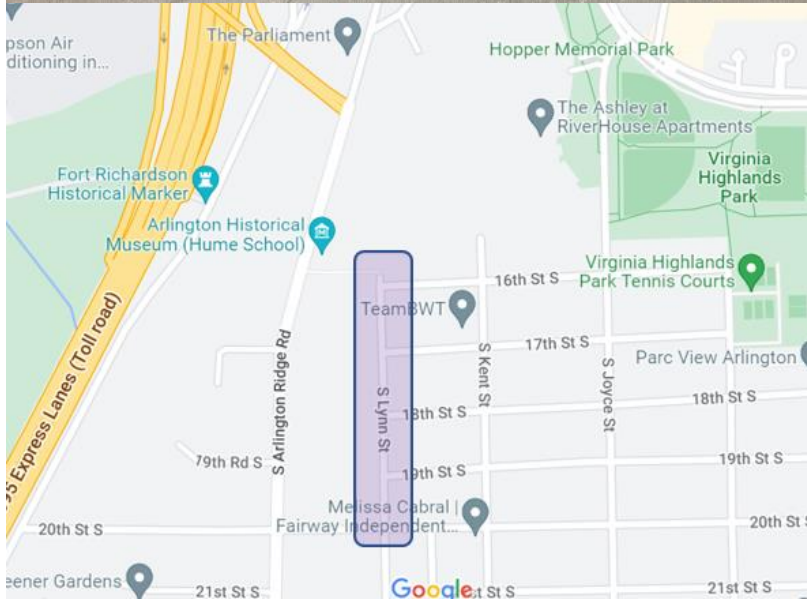 pson Air
ditioning in...
The Parliament
Hopper Memorial Park
The Ashley at
RiverHouse Apartments
Virginia
Highlands
Park
Fort Richardson
Historical Marker
Arlington Historical
Museum (Hume School)
Virginia Highlands
Park Tennis Courts
16th St S
TeamBWT
17th St S
Parc View Arlington
95 Express Lanes (Toll road)
S Arlington Ridge Rd
S Lynn St
S Kent St
S Joyce St
18th St S
18th St S
19th Rd S
19th St S
19th St S
Melissa Cabral |
Fairway Independent...
20th St S
20th St S
eener Gardens
21st St S
Google
t St S
21st St S